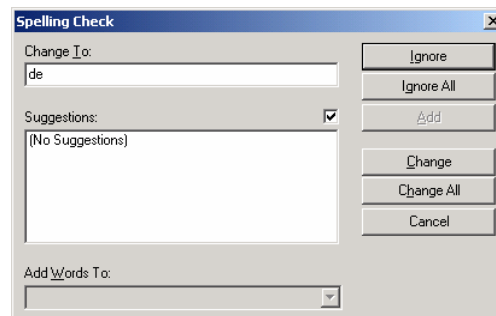 Spelling Check
Change To:
de
Suggestions:
(No Suggestions)
Add Words To:
Ignore
Ignore All
Add
Change
Change All
Cancel